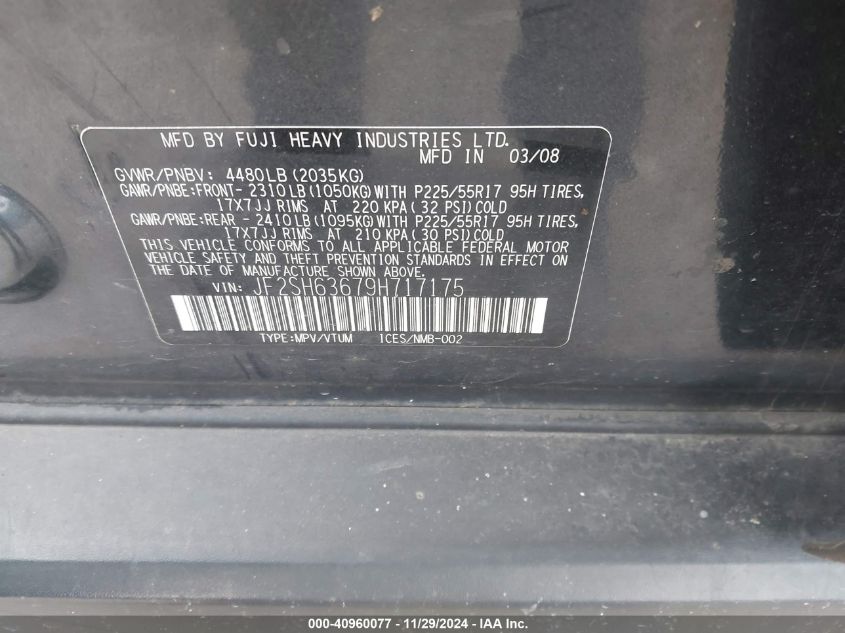 MFD BY FUJI HEAVY INDUSTRIES LTD.
MFD IN 03/08
GVWR/PNBV: 4480LB(2035KG)
GAWR/PNBE:FRONT- 2310LB(1050KG)WITH P225/55R17 95H TIRES,
17X7JJ RIMS AT 220 KPA(32 PSI)COLD
GAWR/PNBE:REAR - 2410LB(1095KG)WITH P225/55R17 95H TIRES,
17X7JJ RIMS AT 210 KPA(30 PSI)COLD
THIS VEHICLE CONFORMS TO ALL APPLICABLE FEDERAL MOTOR
VEHICLE SAFETY AND THEFT PREVENTION STANDARDS IN EFFECT
ON THE DATE OF MANUFACTURE SHOWN ABOVE.
VIN: JF2SH63679H717175
TYPE:MPV/VTUM ICES/NMB-002
000-40960077 - 11/29/2024 - IAA Inc.